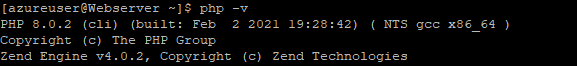 [azureuser@Webserver ~]$ php -v
PHP 8.0.2 (cli) (built: Feb  2 2021 19:28:42) ( NTS gcc x86_64 )
Copyright (c) The PHP Group
Zend Engine v4.0.2, Copyright (c) Zend Technologies